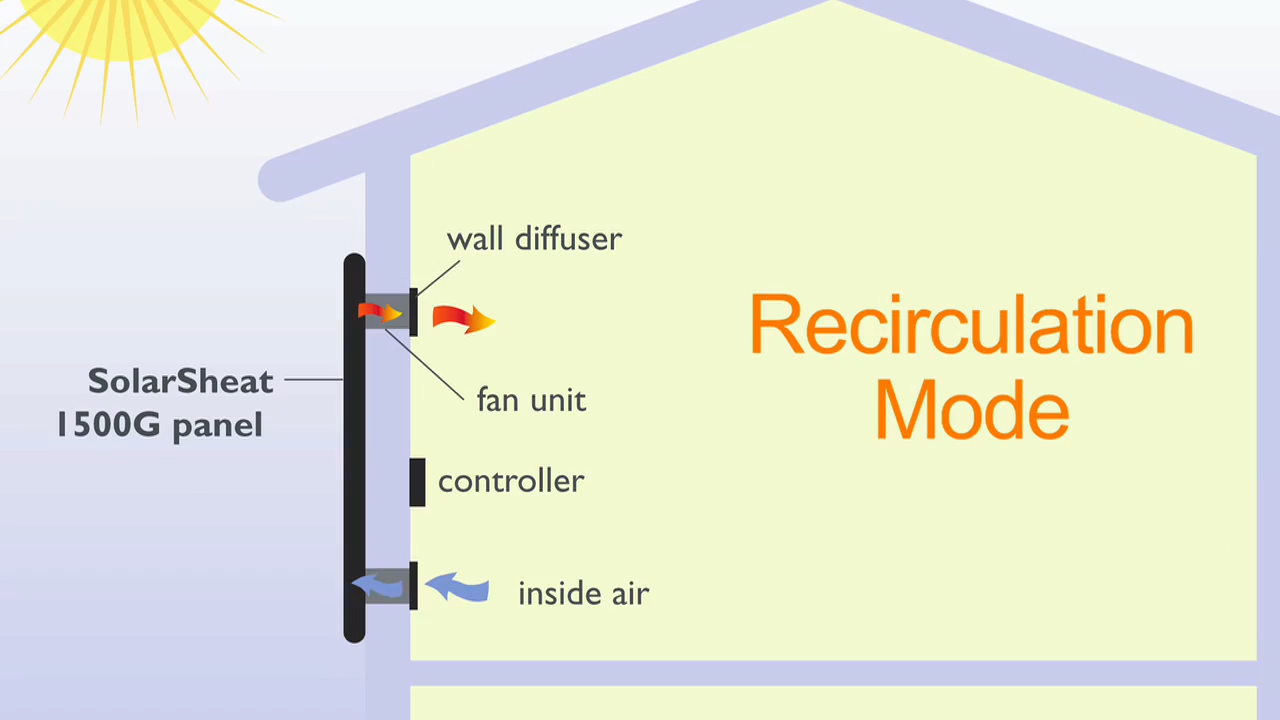 wall diffuser
Recirculation
Mode
SolarSheat
1500G panel
fan unit
controller
inside air